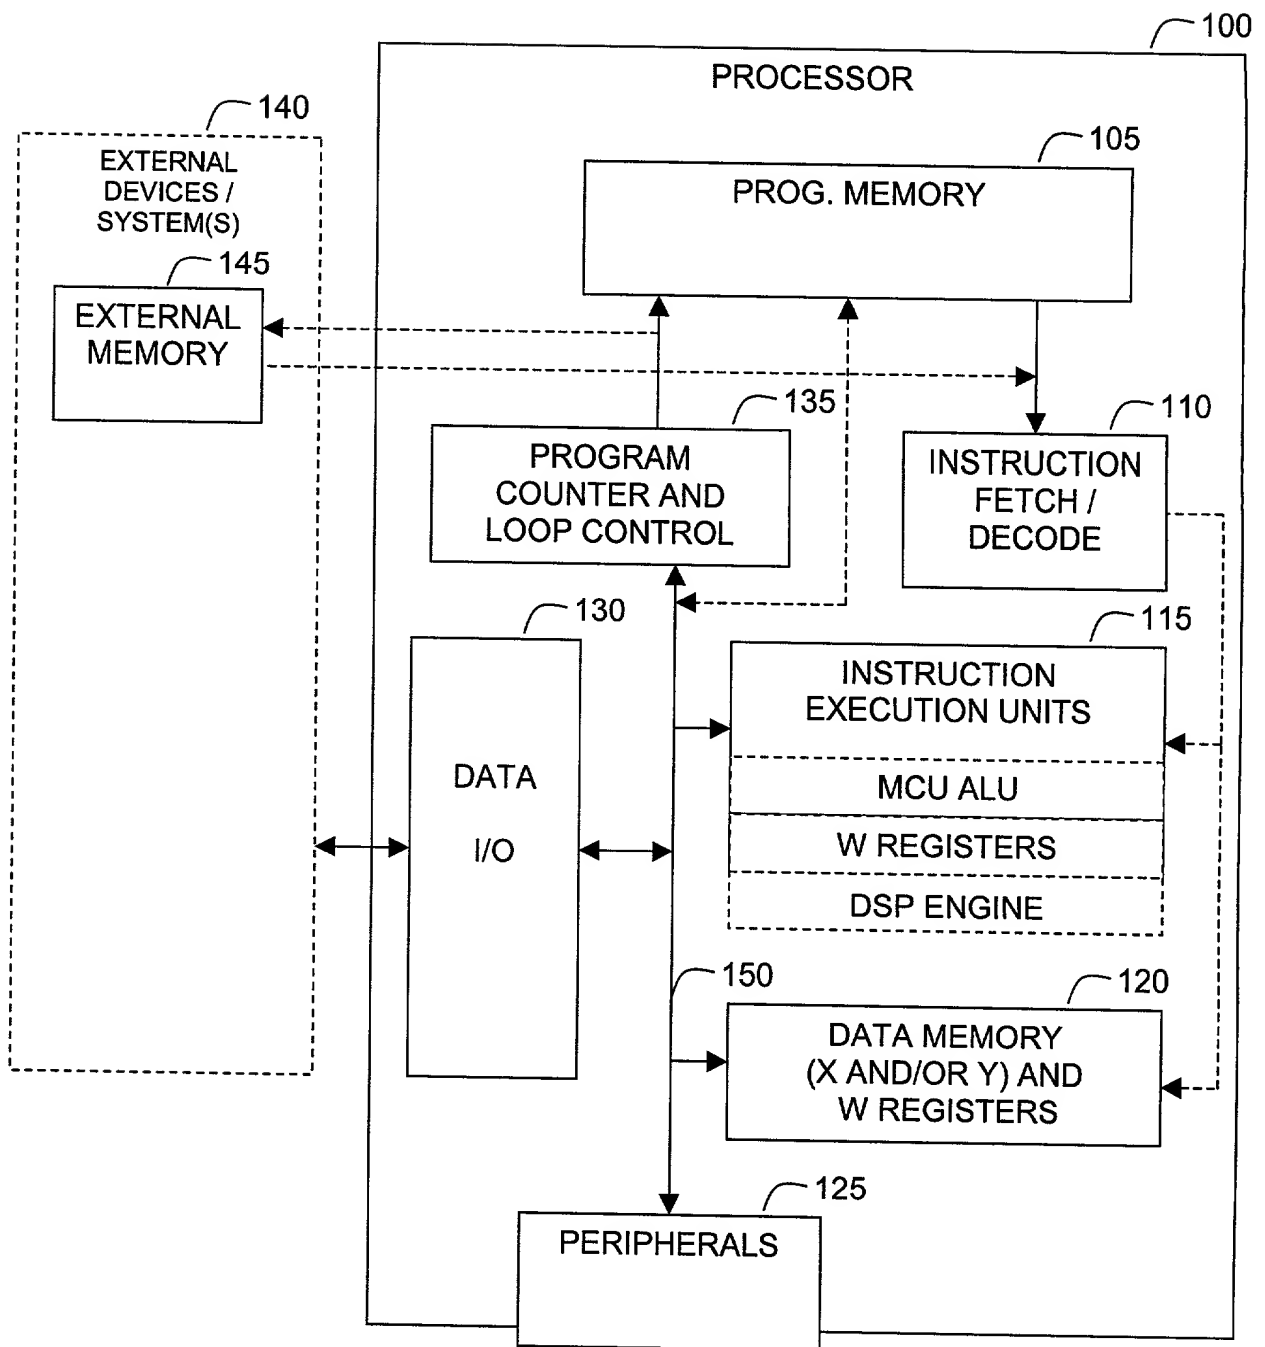 100
PROCESSOR
140
EXTERNAL
DEVICES /
SYSTEM(S)
105
PROG. MEMORY
145
EXTERNAL
MEMORY
135
PROGRAM
COUNTER AND
LOOP CONTROL
110
INSTRUCTION
FETCH /
DECODE
130
DATA
I/O
115
INSTRUCTION
EXECUTION UNITS
MCU ALU
W REGISTERS
DSP ENGINE
150
120
DATA MEMORY
(X AND/OR Y) AND
W REGISTERS
125
PERIPHERALS